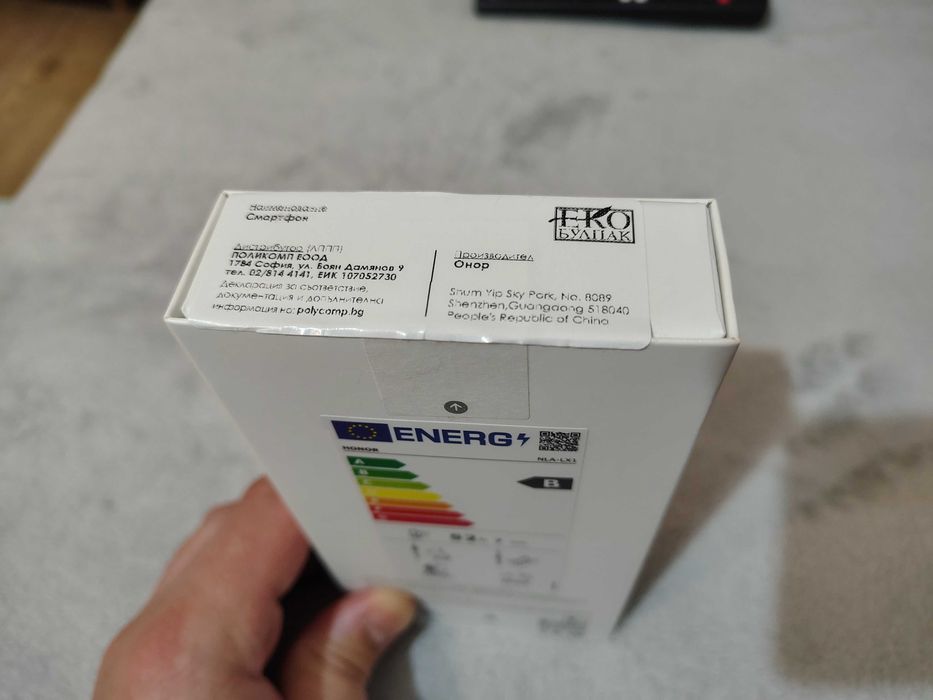 Наименование
Смартфон
ЕКО
БУЛПАК
Дистрибутор (АППП)
ПОЛИКОМП ЕООД
1784 София, ул. Боян Дамянов 9
тел. 02/814 4141, ЕИК 107052730
Декларация за съответствие,
документация и допълнителна
информация на: polycomp.bg
Производител
Онор
Shum Yip Sky Park, No. 8089
Shenzhen,Guangdong 518040
People's Republic of China
ENERG
HONOR
NLA-LX1
A
B
C
B